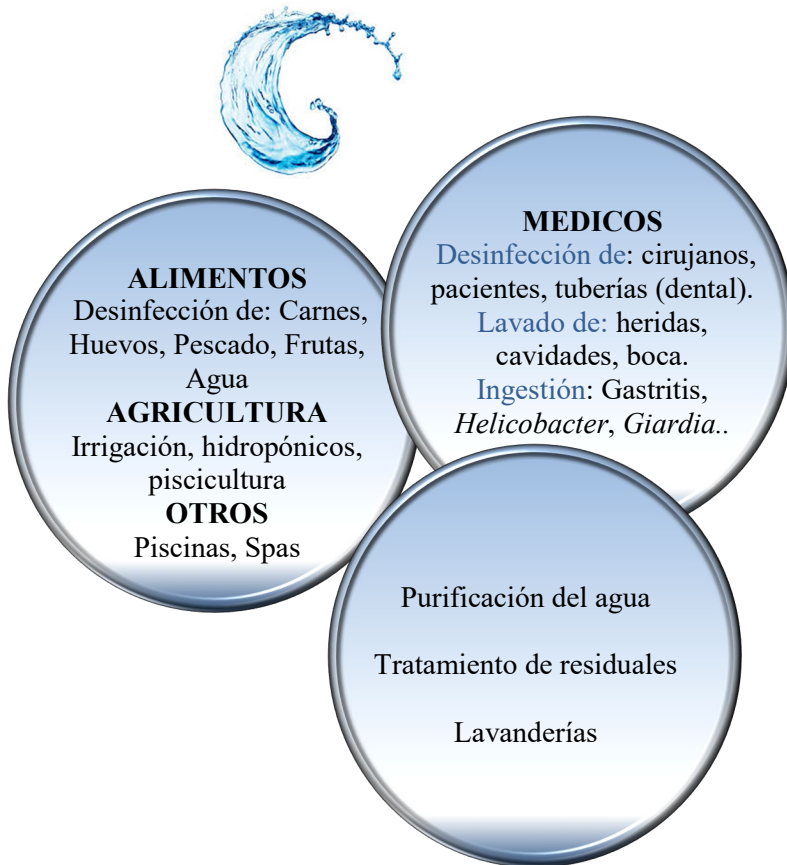 ALIMENTOS
Desinfección de: Carnes,
Huevos, Pescado, Frutas,
Agua
AGRICULTURA
Irrigación, hidropónicos,
piscicultura
OTROS
Piscinas, Spas
MEDICOS
Desinfección de: cirujanos,
pacientes, tuberías (dental).
Lavado de: heridas,
cavidades, boca.
Ingestión: Gastritis,
Helicobacter, Giardia..
Purificación del agua
Tratamiento de residuales
Lavanderías